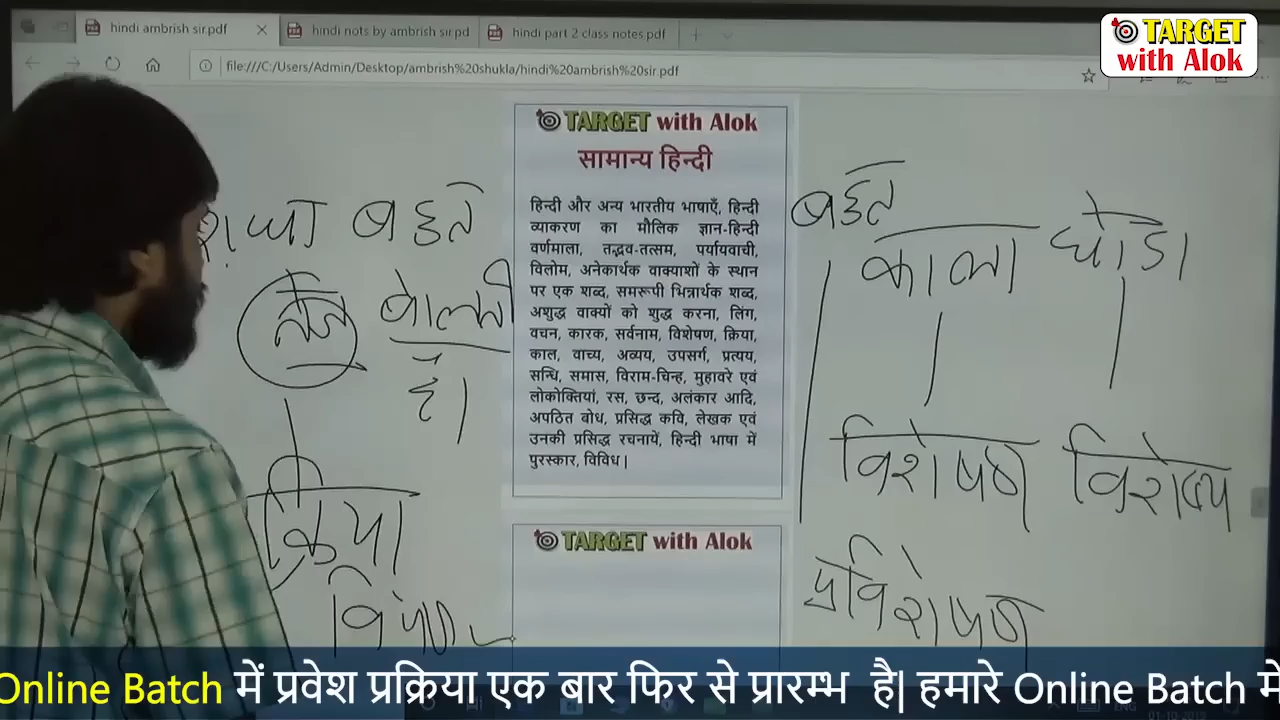 hindi ambrish sir.pdf
hindi nots by ambrish sir.pd
hindi part 2 class notes.pdf
file:///C:/Users/Admin/Desktop/ambrish%20shukla/hindi%20ambrish%20sir.pdf
TARGET
with Alok
TARGET with Alok
सामान्य हिन्दी
हिन्दी और अन्य भारतीय भाषाएँ, हिन्दी
व्याकरण का मौलिक ज्ञान-हिन्दी
वर्णमाला, तद्भव-तत्सम, पर्यायवाची,
विलोम, अनेकार्थक वाक्याशों के स्थान
पर एक शब्द, समरूपी भिन्नार्थक शब्द,
अशुद्ध वाक्यों को शुद्ध करना, लिंग,
वचन, कारक, सर्वनाम, विशेषण, क्रिया,
काल, वाच्य, अव्यय, उपसर्ग, प्रत्यय,
सन्धि, समास, विराम-चिन्ह, मुहावरे एवं
लोकोक्तियां, रस, छन्द, अलंकार आदि,
अपठित बोध, प्रसिद्ध कवि, लेखक एवं
उनकी प्रसिद्ध रचनायें, हिन्दी भाषा में
पुरस्कार, विविध |
TARGET with Alok
बहुत
तेज बोलती
है।
क्रिया
बहुत
काला घोड़ा
विशेषण विशेष्य
प्रविशेषण
Online Batch में प्रवेश प्रक्रिया एक बार फिर से प्रारम्भ है| हमारे Online Batch मे